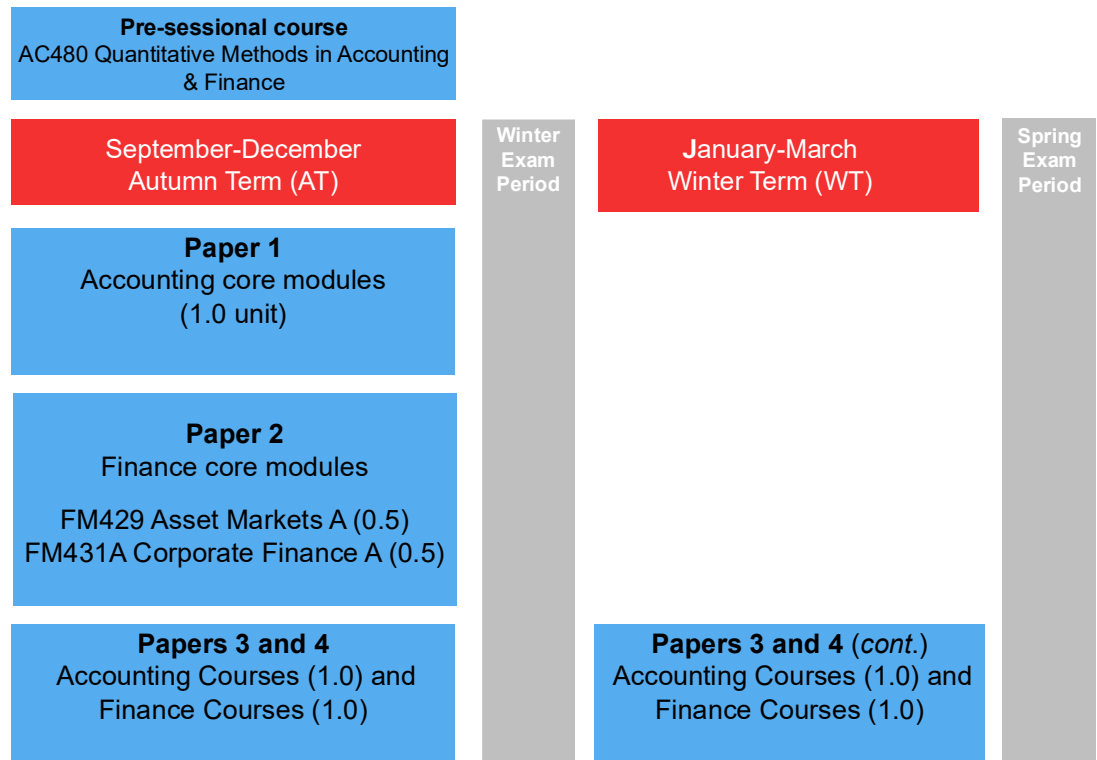 Pre-sessional course
AC480 Quantitative Methods in Accounting
& Finance
September-December
Autumn Term (AT)
Winter
Exam
Period
January-March
Winter Term (WT)
Spring
Exam
Period
Paper 1
Accounting core modules
(1.0 unit)
Paper 2
Finance core modules
FM429 Asset Markets A (0.5)
FM431A Corporate Finance A (0.5)
Papers 3 and 4
Accounting Courses (1.0) and
Finance Courses (1.0)
Papers 3 and 4 (cont.)
Accounting Courses (1.0) and
Finance Courses (1.0)